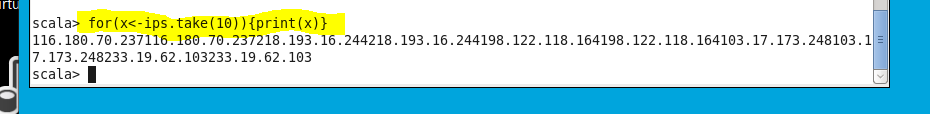 irtu
scala> for(x<-ips.take(10)){print(x)}
116.180.70.237116.180.70.237218.193.16.244218.193.16.244198.122.118.164198.122.118.164103.17.173.248103.1
7.173.248233.19.62.103233.19.62.103
scala>